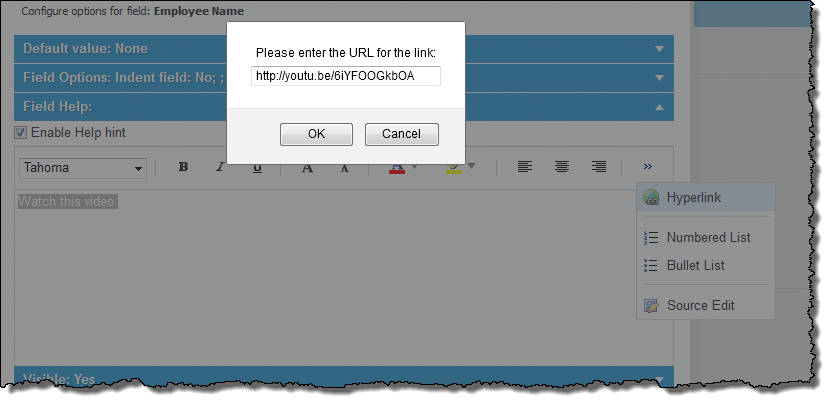 Configure options for field: Employee Name
Default value: None
Field Options: Indent field: No; ;
Field Help:
Enable Help hint
Please enter the URL for the link:
http://youtu.be/6iYFOOGkbOA
OK Cancel
Tahoma B I U A A A »
Watch this video.
Hyperlink
Numbered List
Bullet List
Source Edit
Visible: Yes